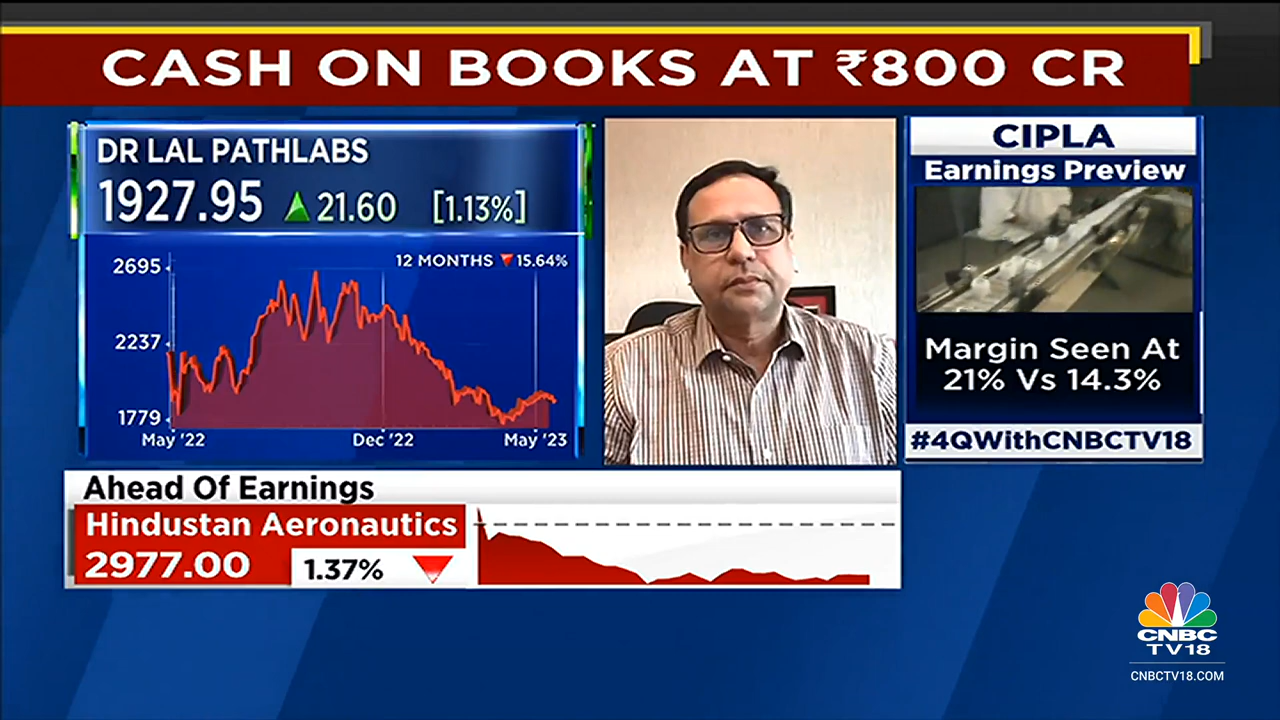 CASH ON BOOKS AT ₹800 CR
DR LAL PATHLABS
1927.95 ▲ 21.60 [1.13%]
12 MONTHS ▼15.64%
2695
2237
1779
May '22 Dec '22 May '23
CIPLA
Earnings Preview
Margin Seen At
21% Vs 14.3%
#4QWithCNBCTV18
Ahead Of Earnings
Hindustan Aeronautics
2977.00 1.37% ▼
CNBC
TV18
CNBCTV18.COM